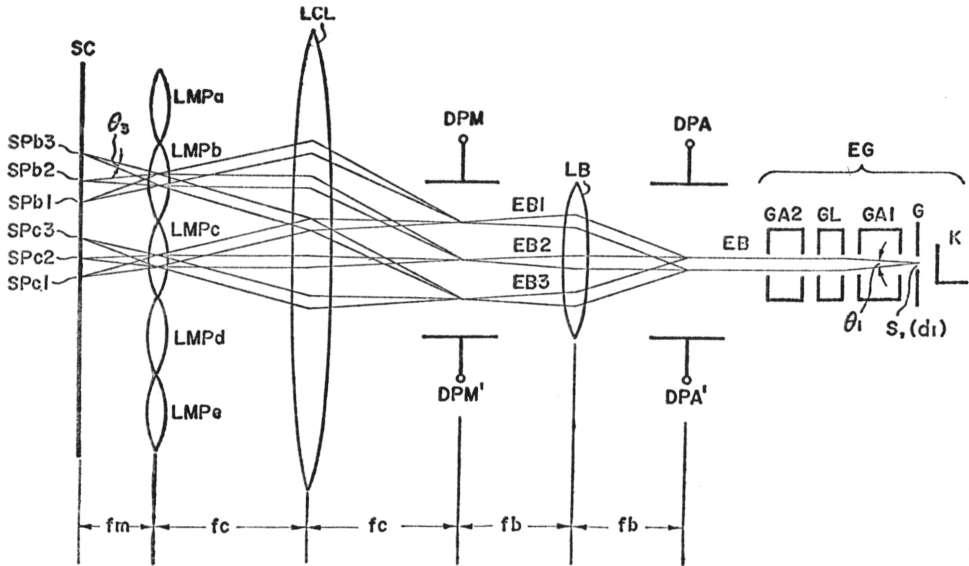 LCL
SC
LMPa
θ3
DPM
DPA
SPb3
LMPb
EG
SPb2
LB
SPb1
EB1
GA2 GL GA1 G
SPc3
LMPc
EB
K
SPc2
EB2
SPc1
EB3
θ1
S,(d1)
LMPd
DPM'
DPA'
LMPe
fm fc fc fb fb